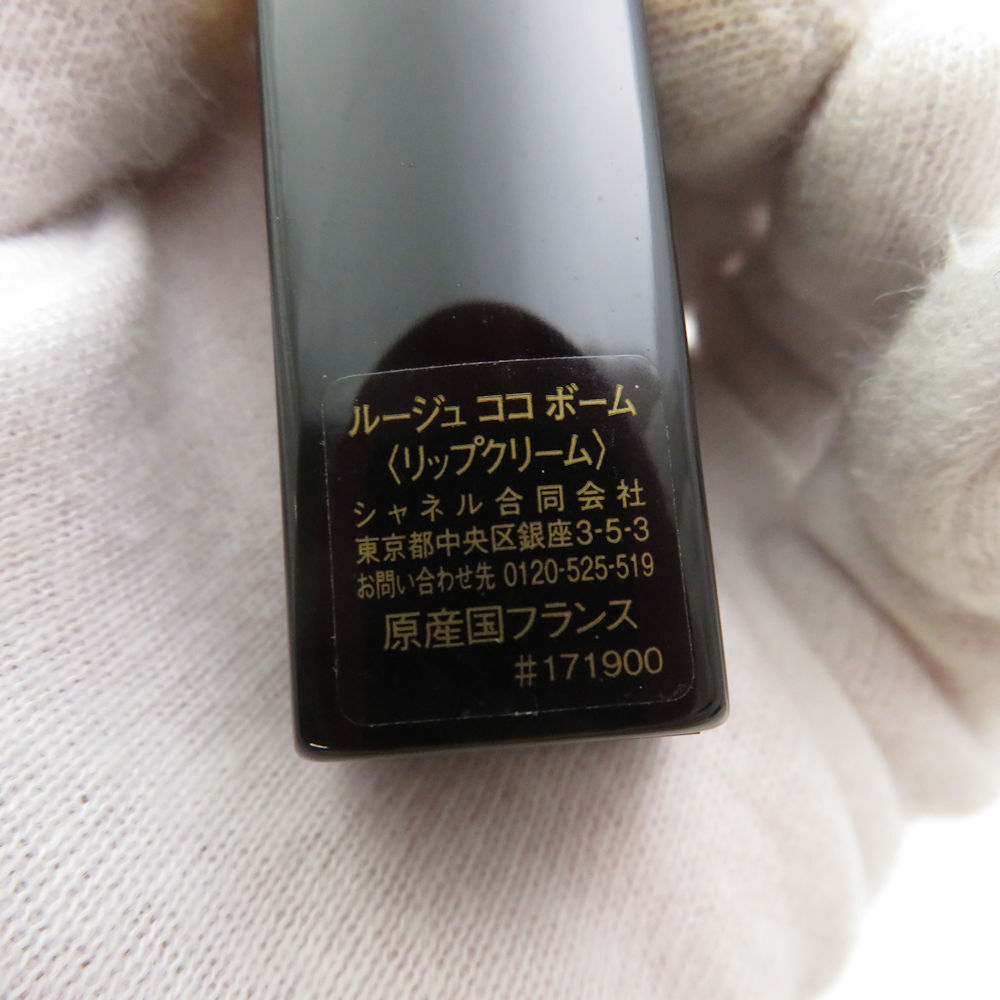 ルージュ ココ ボーム
〈リップクリーム〉
シャネル合同会社
東京都中央区銀座3-5-3
お問い合わせ先 0120-525-519
原産国フランス
#171900